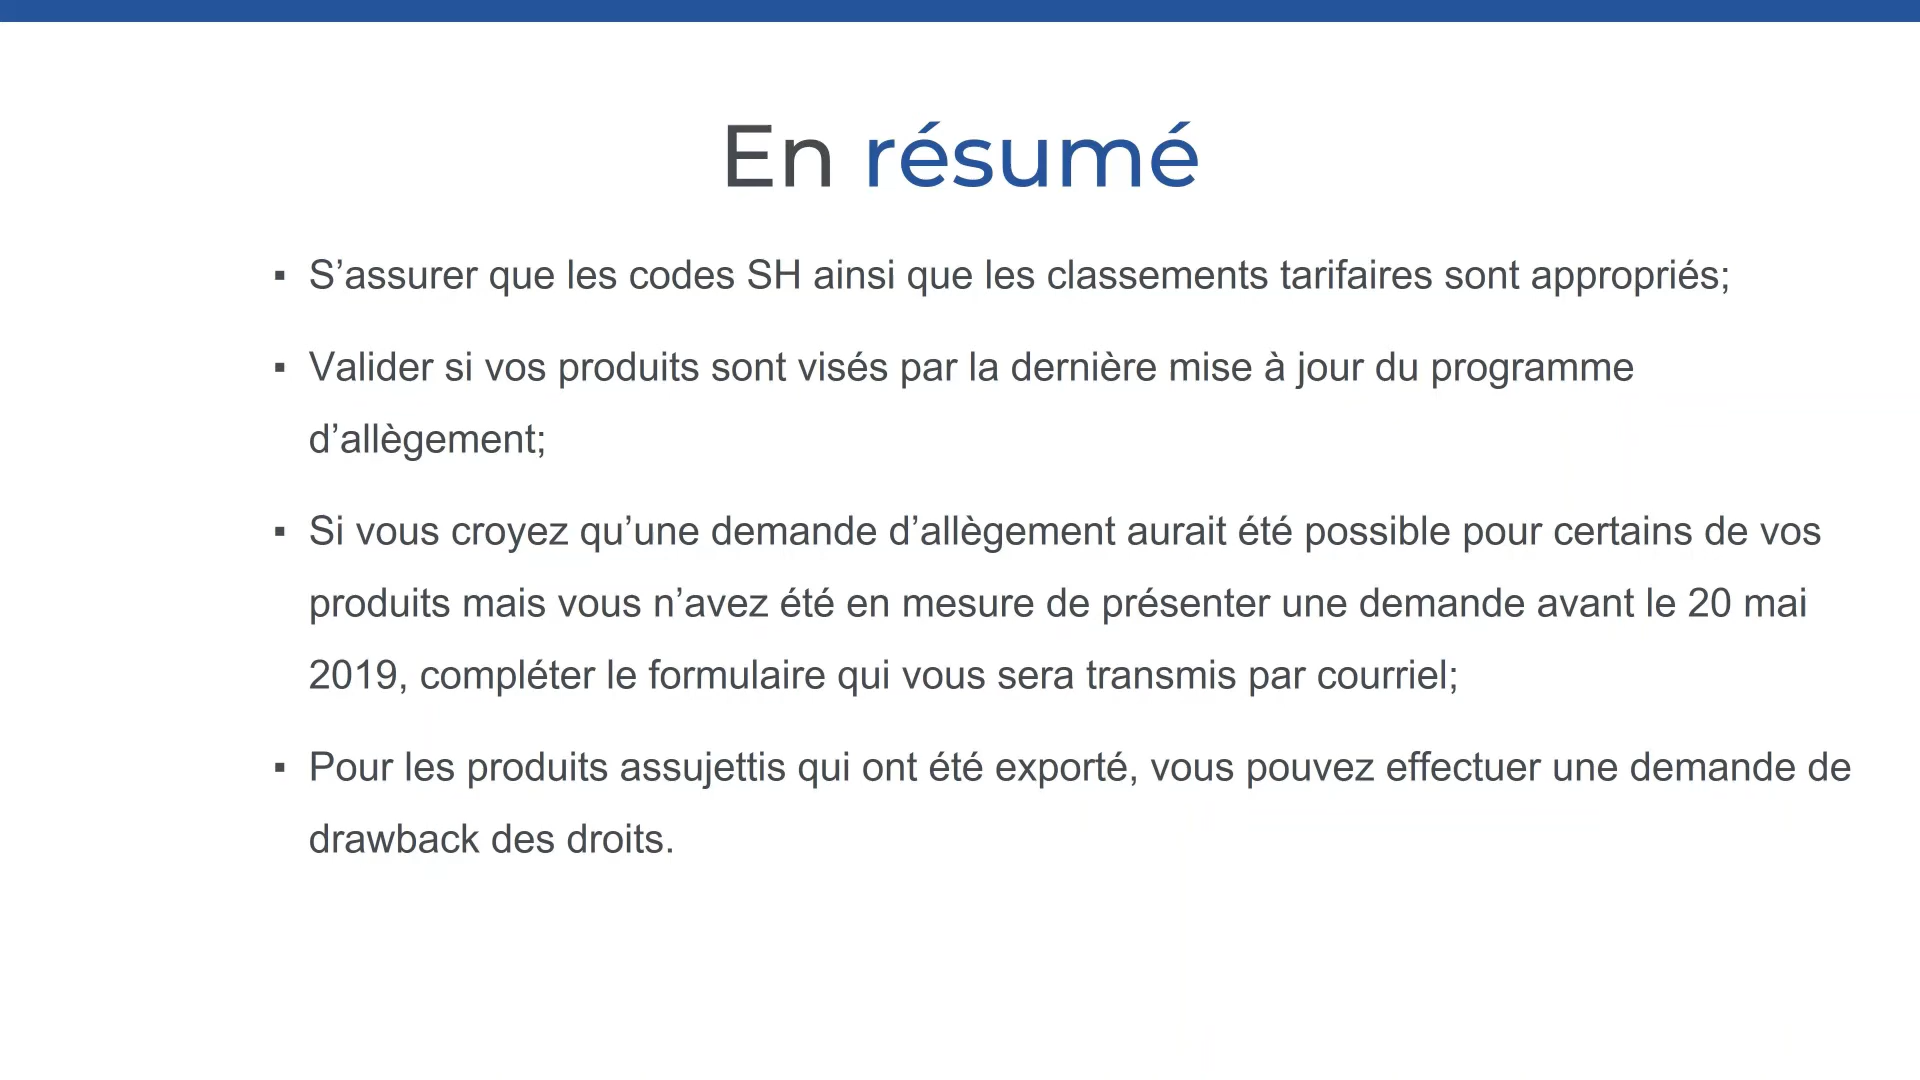 En résumé
▪ S’assurer que les codes SH ainsi que les classements tarifaires sont appropriés;
▪ Valider si vos produits sont visés par la dernière mise à jour du programme
d’allègement;
▪ Si vous croyez qu’une demande d’allègement aurait été possible pour certains de vos
produits mais vous n’avez été en mesure de présenter une demande avant le 20 mai
2019, compléter le formulaire qui vous sera transmis par courriel;
▪ Pour les produits assujettis qui ont été exporté, vous pouvez effectuer une demande de
drawback des droits.